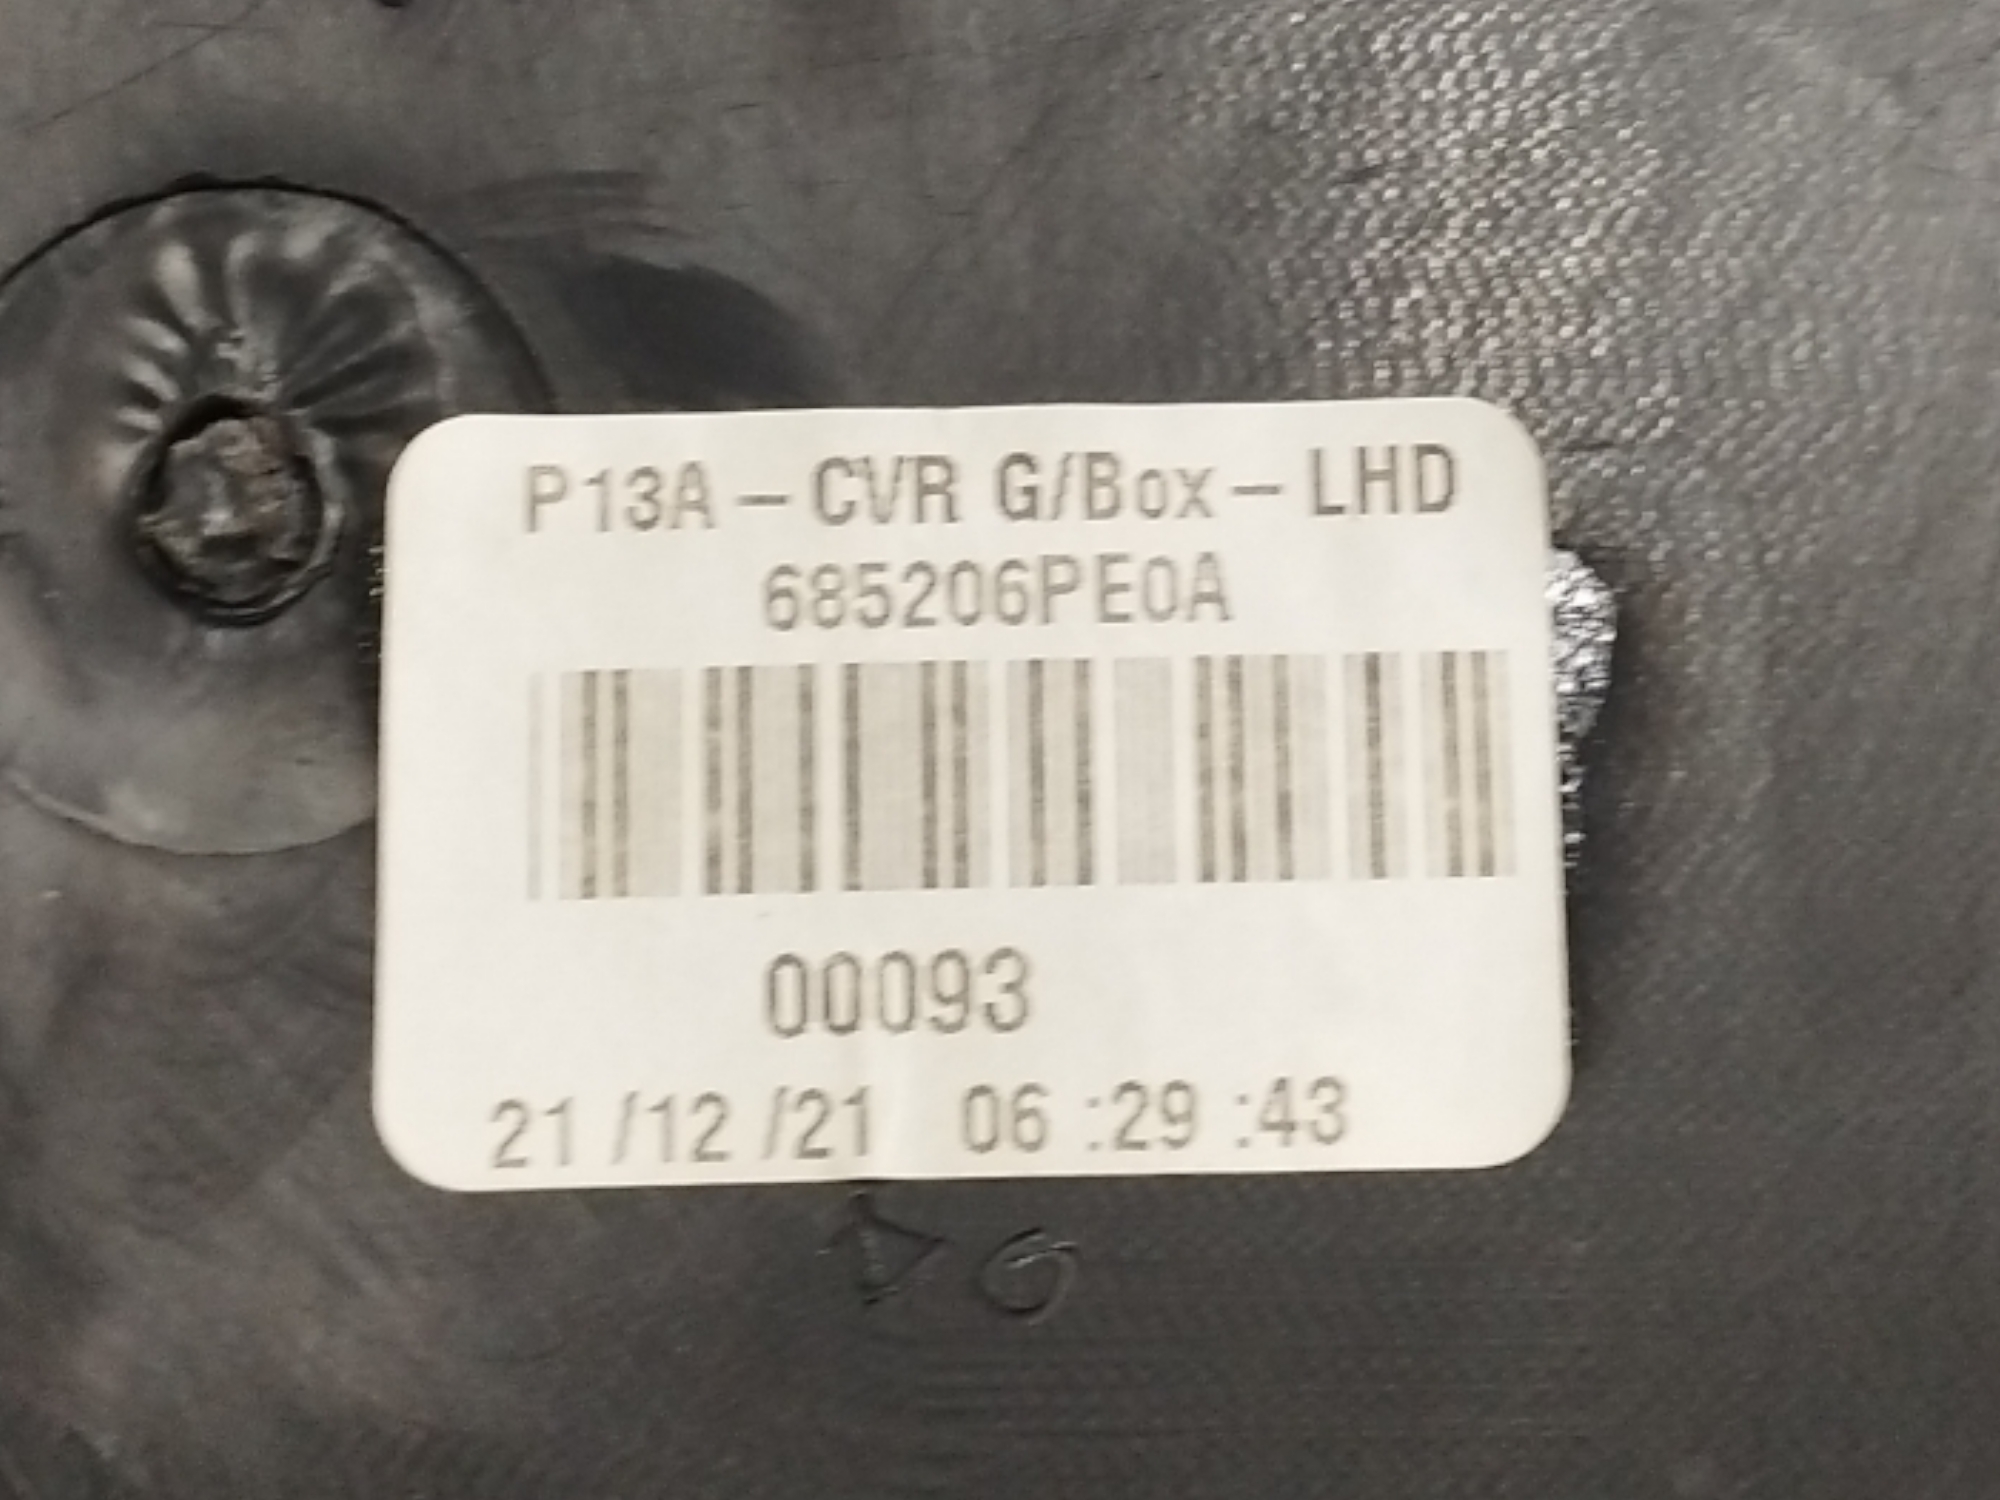 P13A - CVR G/Box - LHD
685206PE0A
00093
21 /12 /21 06 :29 :43